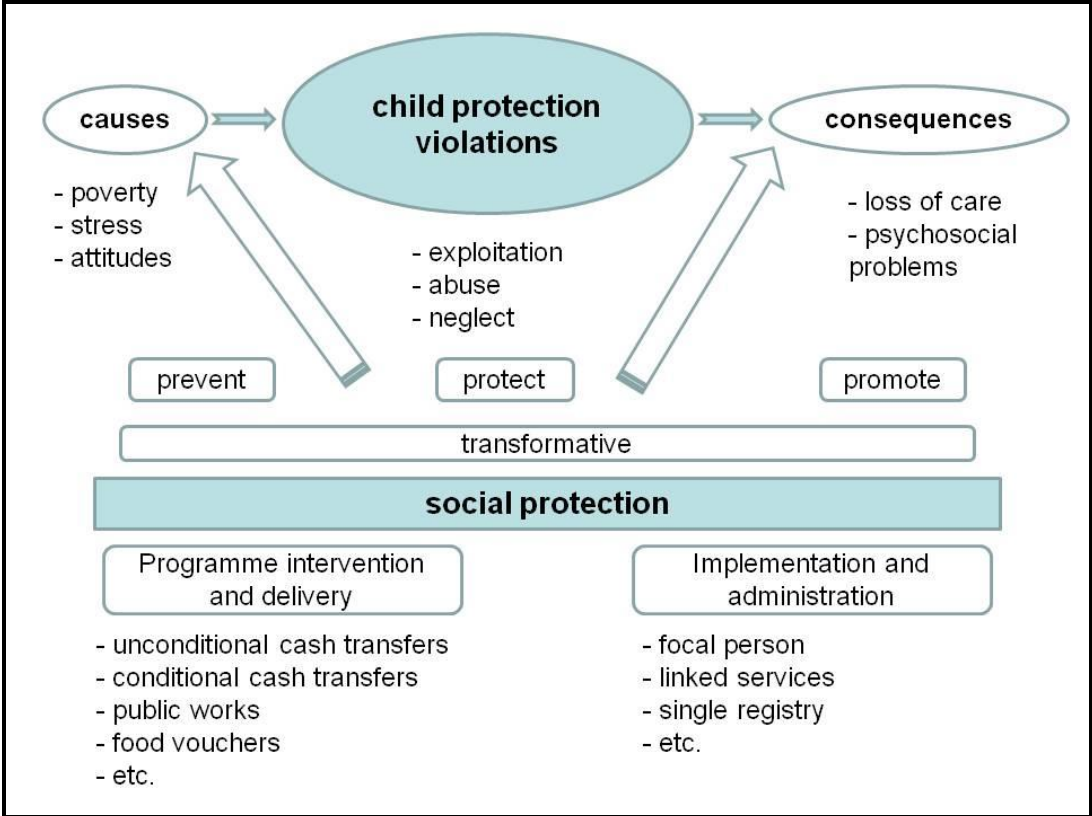 causes
child protection
violations
consequences
- poverty
- stress
- attitudes
- exploitation
- abuse
- neglect
- loss of care
- psychosocial
problems
prevent
protect
promote
transformative
social protection
Programme intervention
and delivery
- unconditional cash transfers
- conditional cash transfers
- public works
- food vouchers
- etc.
Implementation and
administration
- focal person
- linked services
- single registry
- etc.